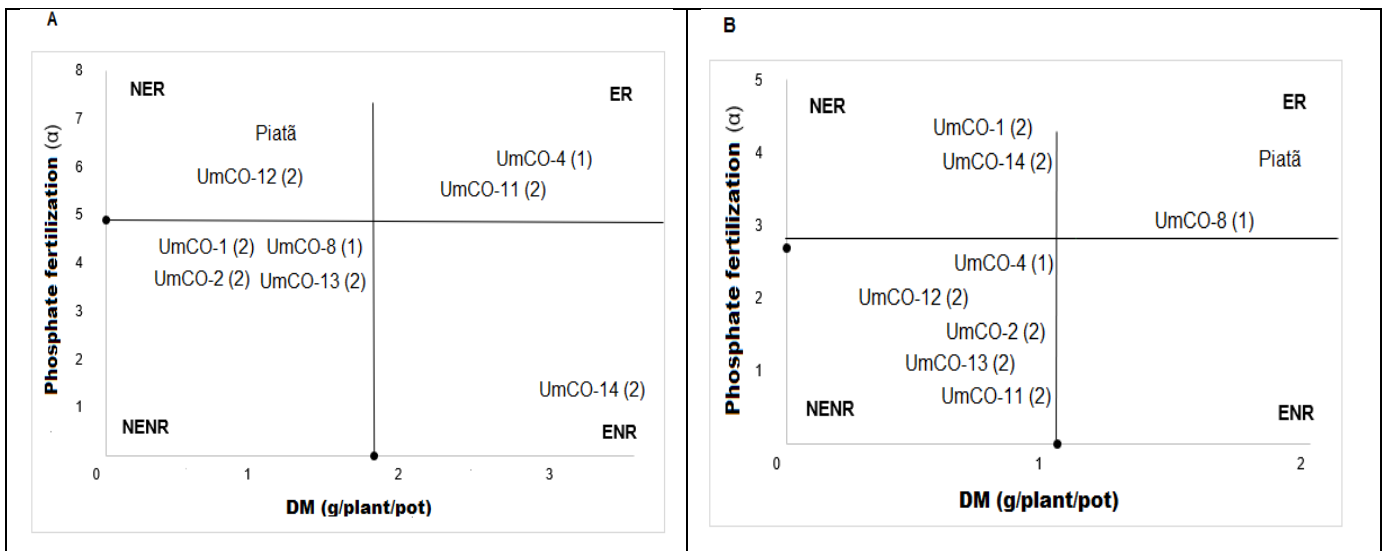 A
8
NER
ER
7
Piatã
6
UmCO-4 (1)
UmCO-12 (2)
UmCO-11 (2)
5
UmCO-1 (2) UmCO-8 (1)
4
UmCO-2 (2) UmCO-13 (2)
3
2
UmCO-14 (2)
1
NENR
ENR
0 1 2 3
Phosphate fertilization (α)
DM (g/plant/pot)
B
5
NER
ER
UmCO-1 (2)
4
UmCO-14 (2)
Piatã
3
UmCO-8 (1)
UmCO-4 (1)
2
UmCO-12 (2)
UmCO-2 (2)
UmCO-13 (2)
1
UmCO-11 (2)
NENR
ENR
0 1 2
Phosphate fertilization (α)
DM (g/plant/pot)